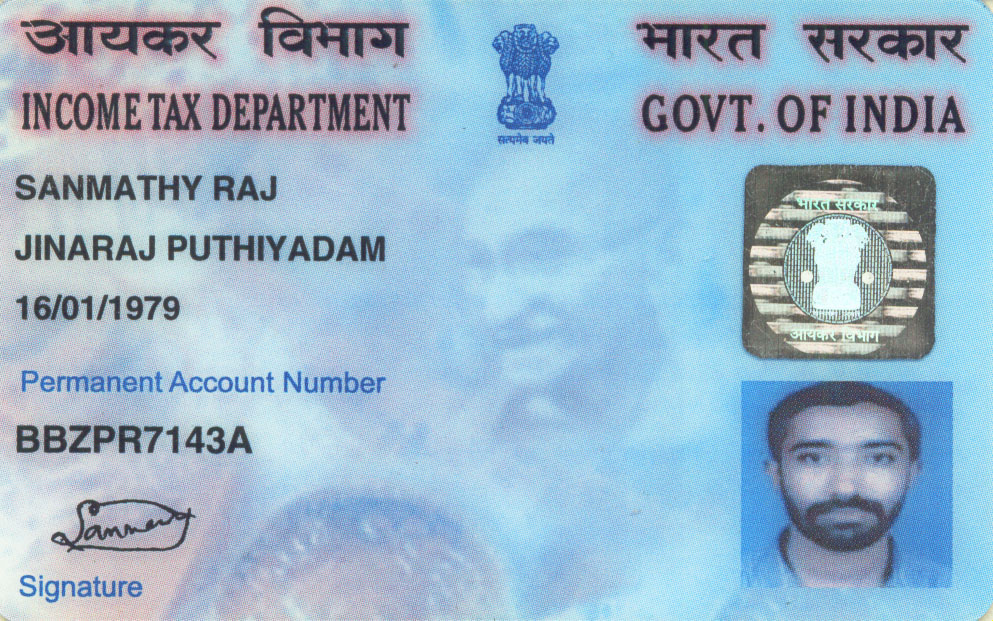 आयकर विभाग
भारत सरकार
INCOME TAX DEPARTMENT
GOVT. OF INDIA
सत्यमेव जयते
SANMATHY RAJ
JINARAJ PUTHIYADAM
16/01/1979
Permanent Account Number
BBZPR7143A
Signature
भारत सरकार
आयकर विभाग